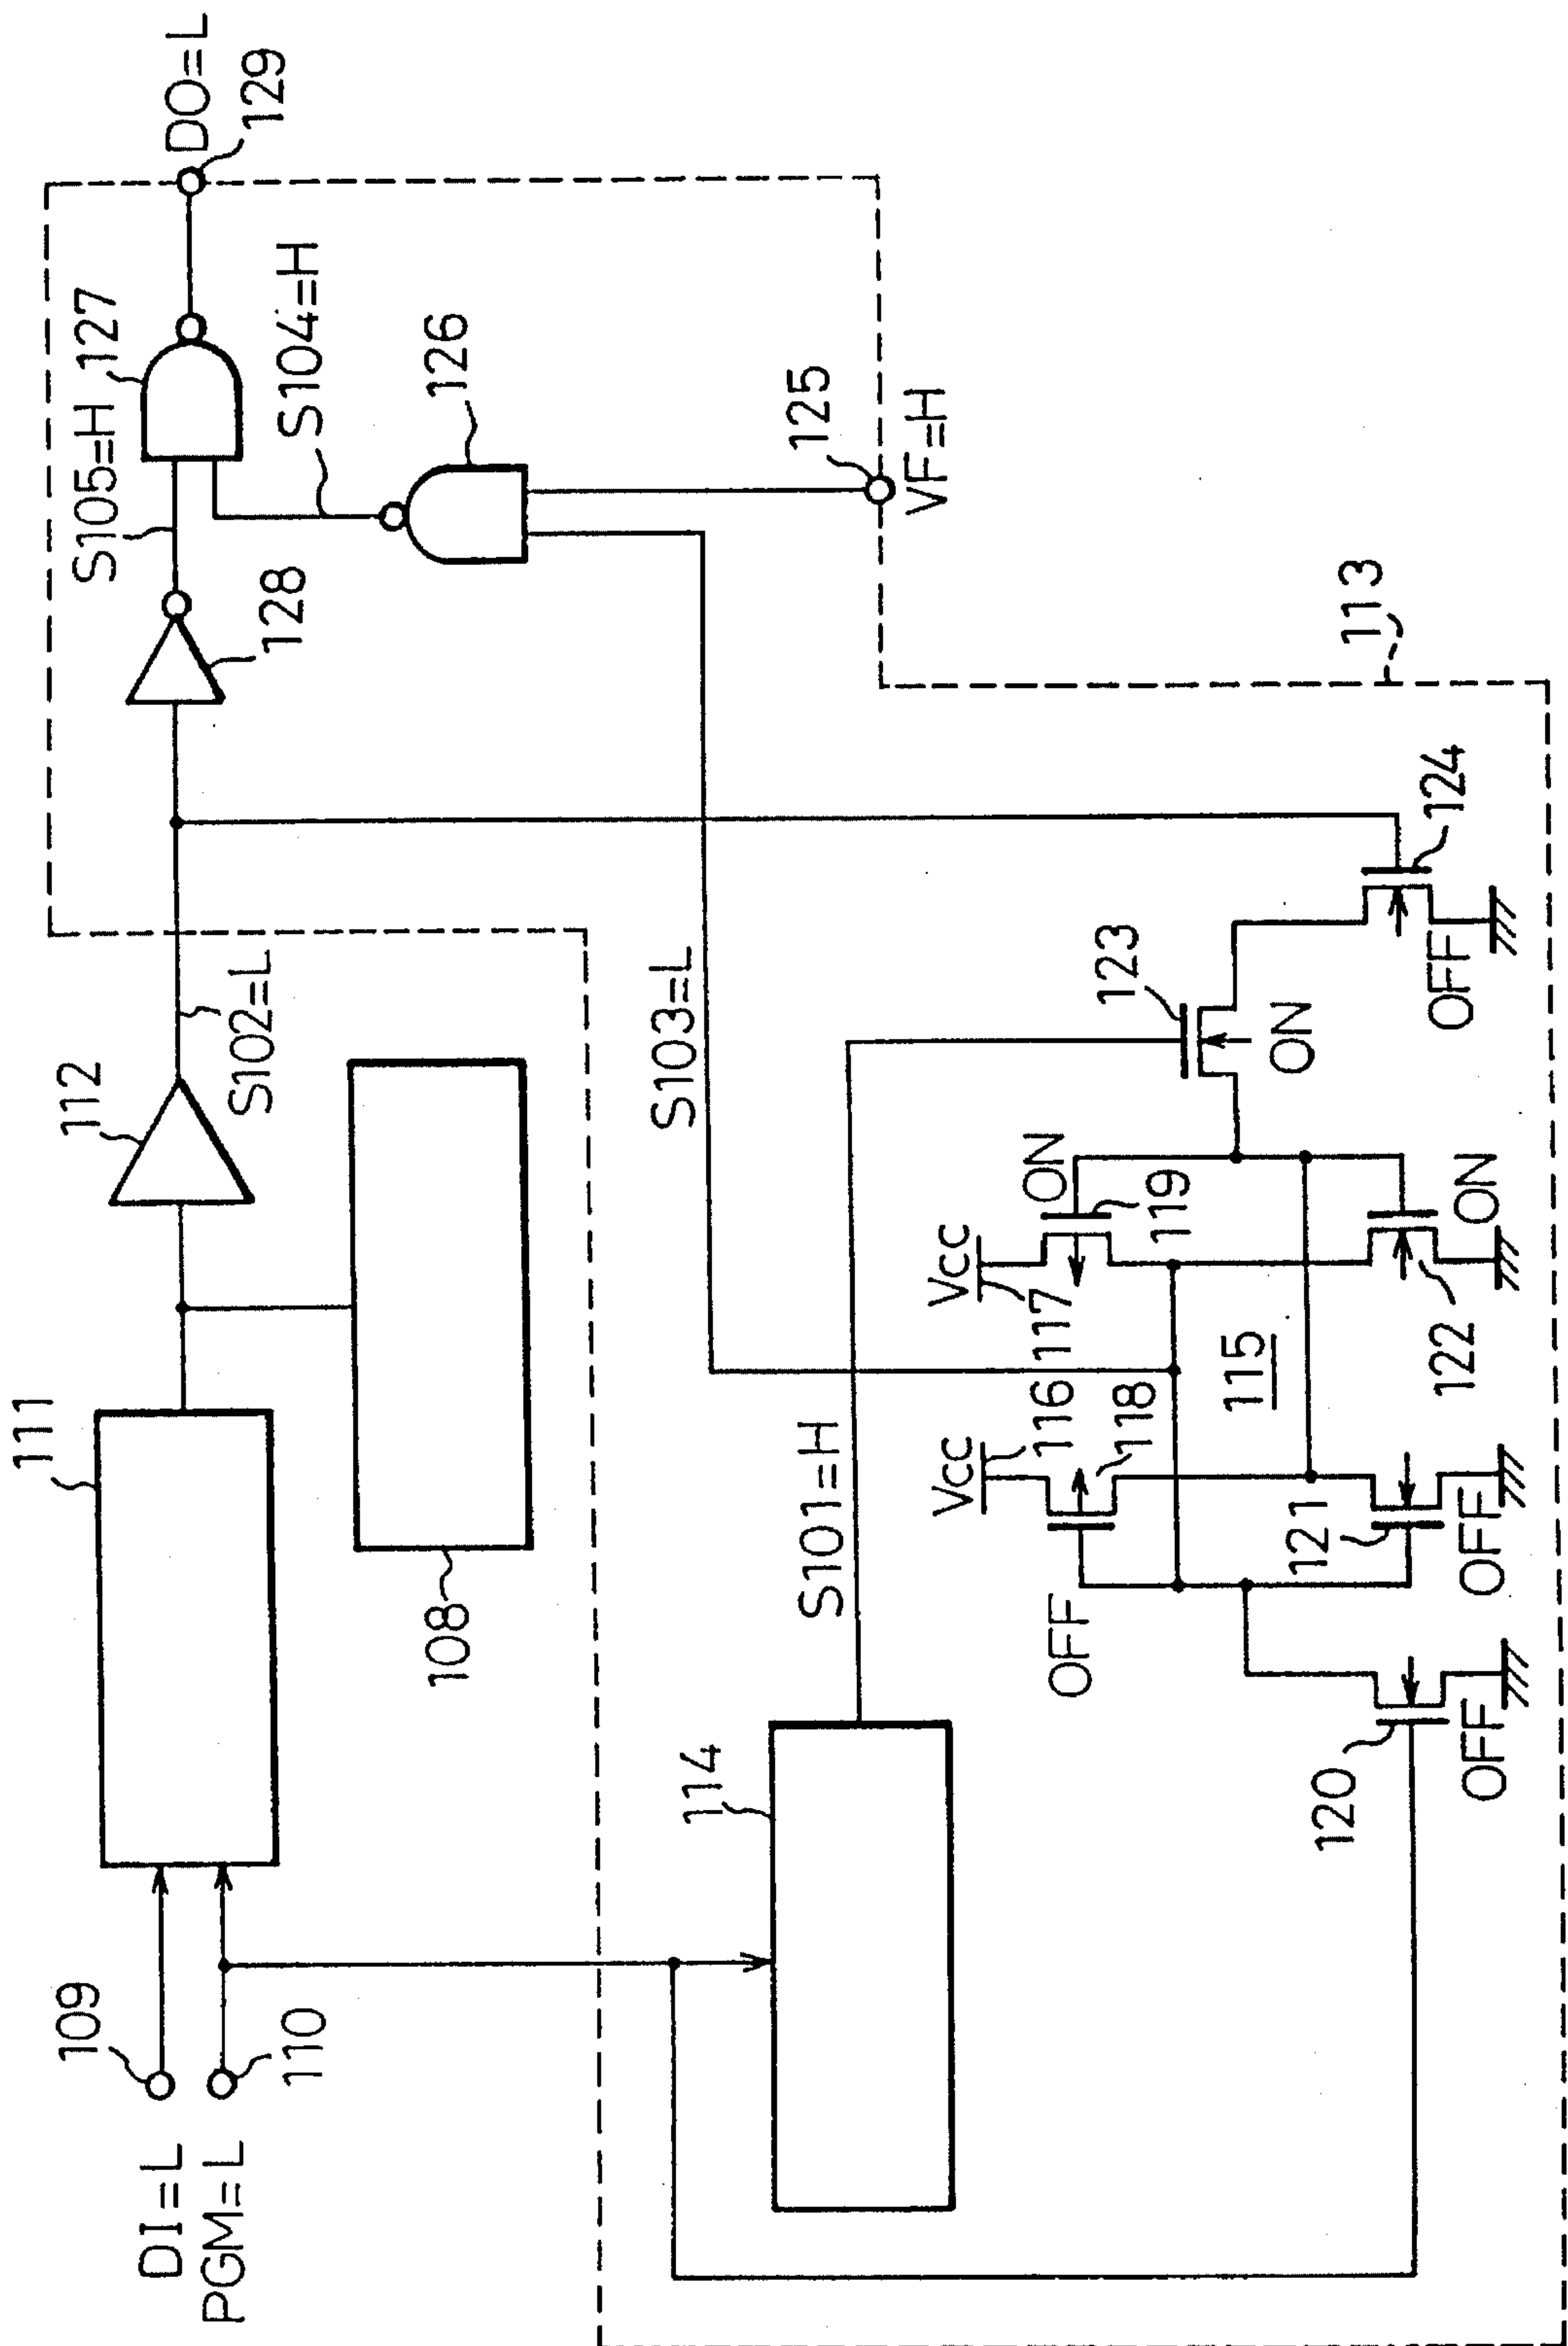 DI=L
PGM=L
109
110
111
112
108
S102=L
S105=H
127
128
S104=H
126
DO=L
129
125
VF=H
113
S103=L
S101=H
114
Vcc
116
118
OFF
Vcc
117
119
ON
115
123
ON
124
OFF
120
OFF
121
OFF
122
ON